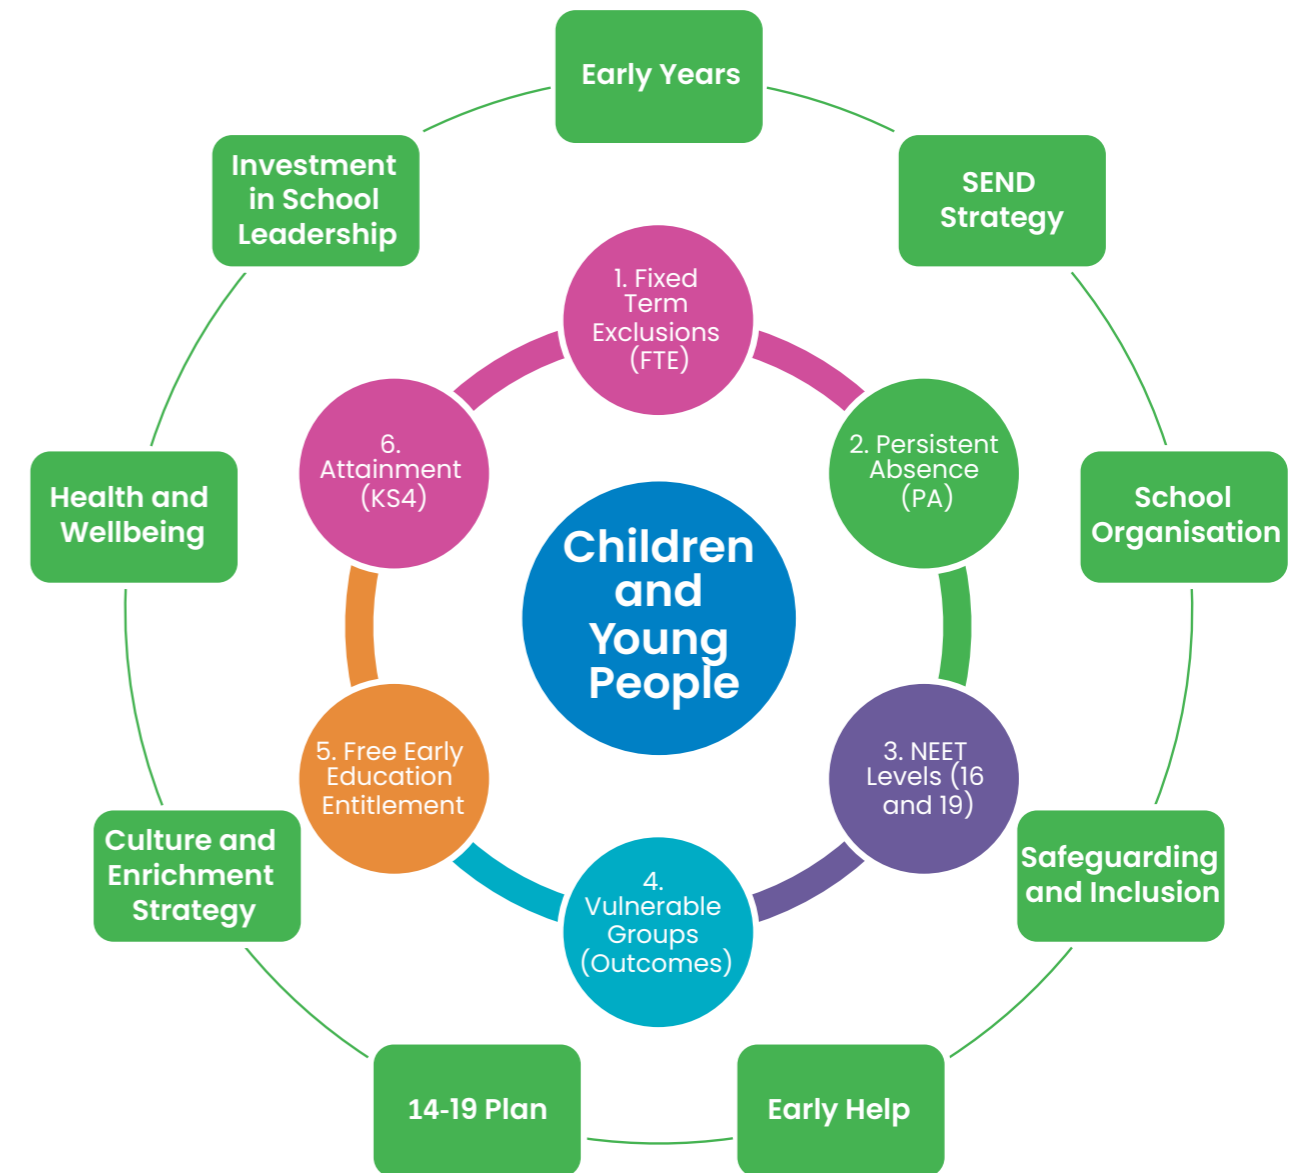 Early Years
SEND
Strategy
School
Organisation
Safeguarding
and Inclusion
Early Help
14-19 Plan
Culture and
Enrichment
Strategy
Health and
Wellbeing
Investment
in School
Leadership
1. Fixed
Term
Exclusions
(FTE)
2. Persistent
Absence
(PA)
3. NEET
Levels (16
and 19)
4.
Vulnerable
Groups
(Outcomes)
5. Free Early
Education
Entitlement
6.
Attainment
(KS4)
Children
and
Young
People